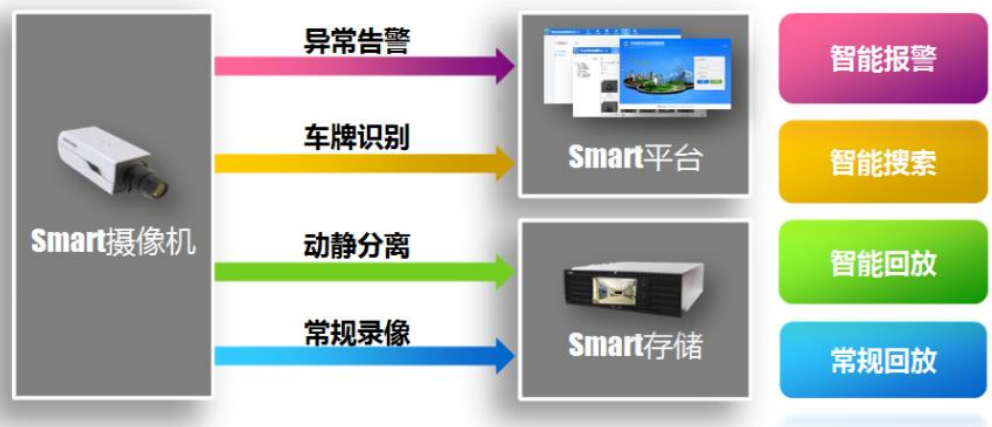 异常告警
车牌识别
动静分离
常规录像
Smart摄像机
Smart平台
Smart存储
智能报警
智能搜索
智能回放
常规回放